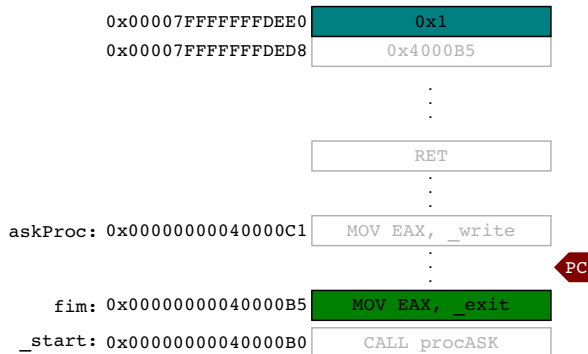 0x00007FFFFFFFDEE0 0x1
0x00007FFFFFFFDED8 0x4000B5
RET
askProc: 0x00000000040000C1 MOV EAX, _write
PC
fim: 0x00000000040000B5 MOV EAX, _exit
_start: 0x00000000040000B0 CALL procASK